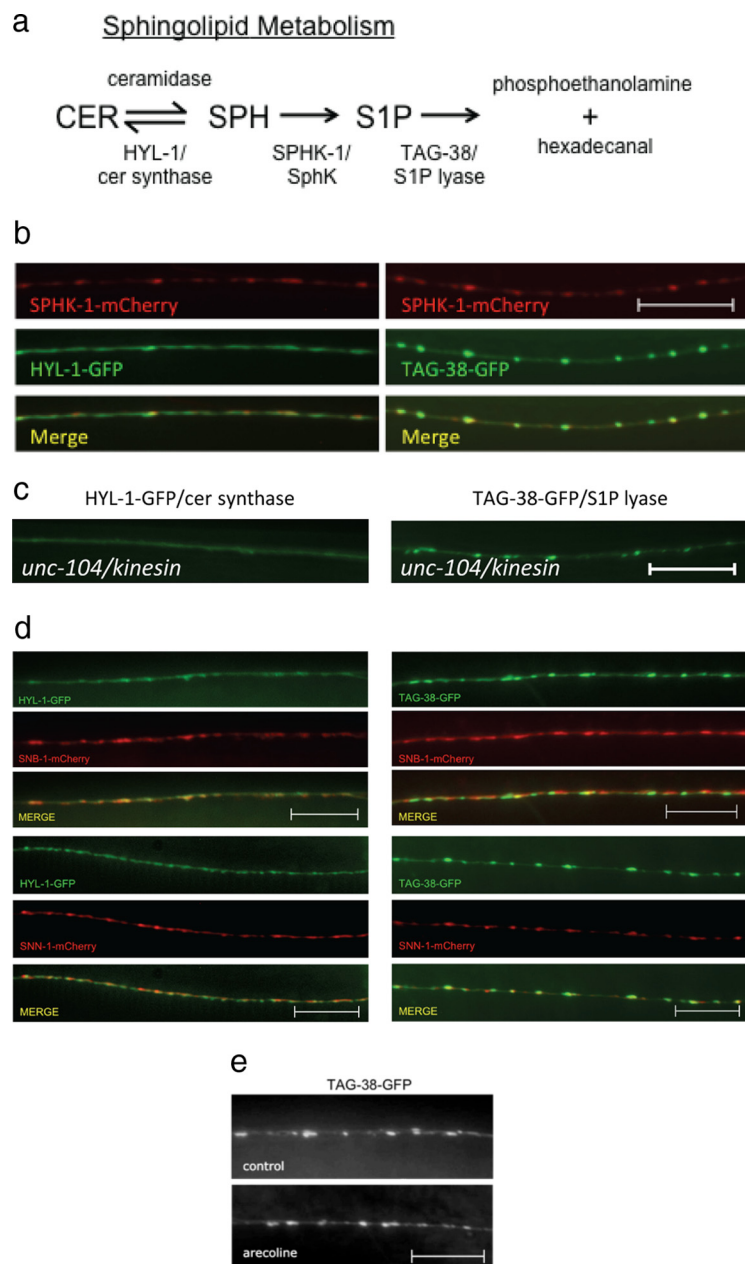 a
Sphingolipid Metabolism
ceramidase
CER SPH S1P
phosphoethanolamine
+
hexadecanal
HYL-1/
cer synthase
SPHK-1/
SphK
TAG-38/
S1P lyase
b
SPHK-1-mCherry
SPHK-1-mCherry
HYL-1-GFP
TAG-38-GFP
Merge
Merge
c
HYL-1-GFP/cer synthase
TAG-38-GFP/S1P lyase
unc-104/kinesin
unc-104/kinesin
d
HYL-1-GFP
TAG-38-GFP
SNB-1-mCherry
SNB-1-mCherry
MERGE
MERGE
HYL-1-GFP
TAG-38-GFP
SNN-1-mCherry
SNN-1-mCherry
MERGE
MERGE
e
TAG-38-GFP
control
arecoline